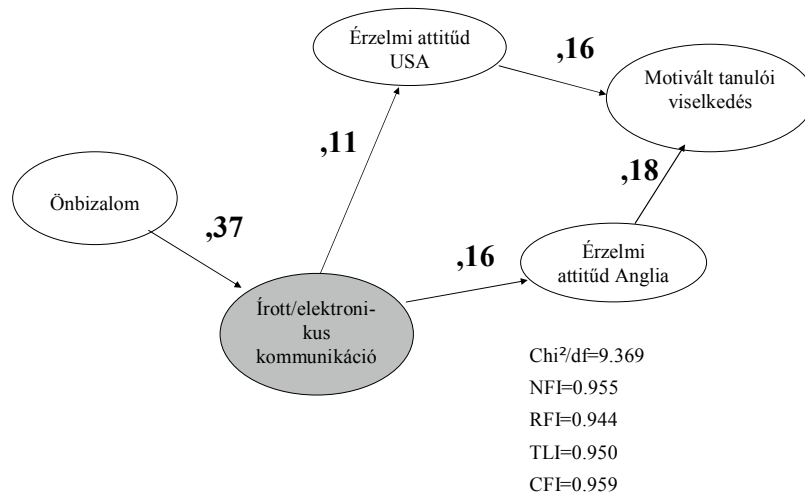 Érzelmi attitűd
USA
,16
Motivált tanulói
viselkedés
,11
,18
Önbizalom
,37
,16
Érzelmi
attitűd Anglia
Írott/elektroni-
kus
kommunikáció
Chi²/df=9.369
NFI=0.955
RFI=0.944
TLI=0.950
CFI=0.959